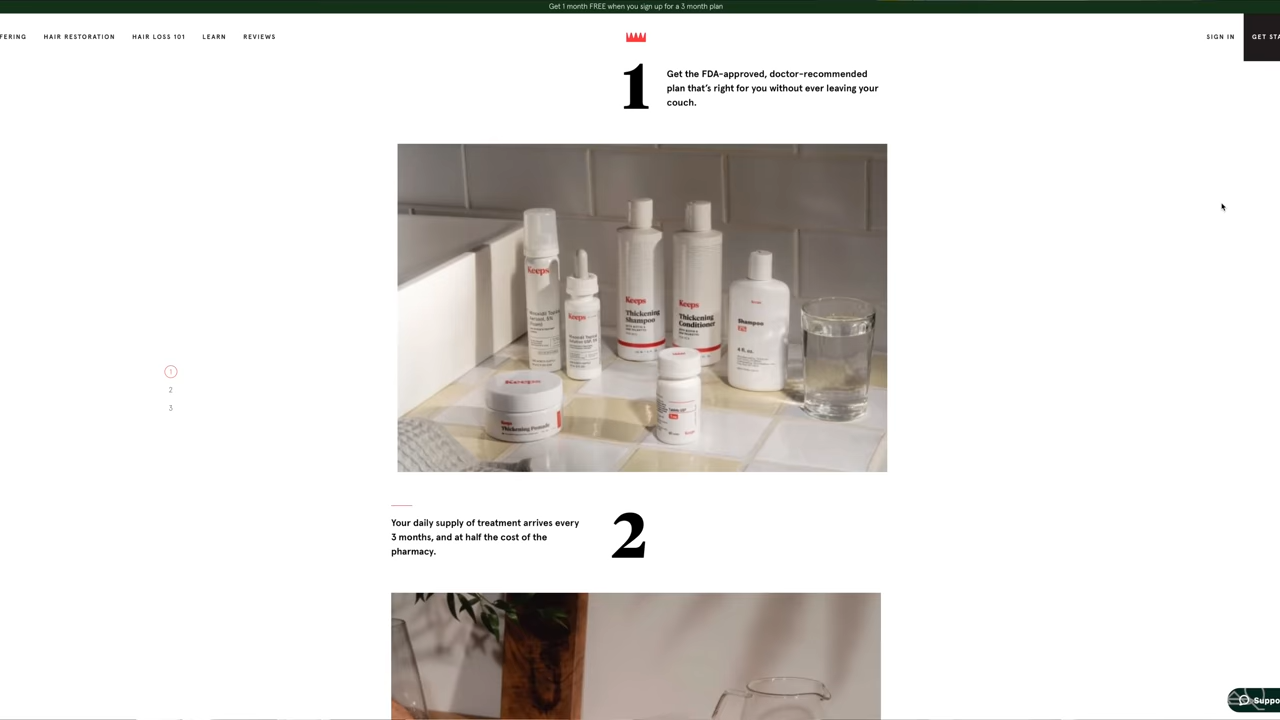 Get 1 month FREE when you sign up for a 3 month plan
FERING HAIR RESTORATION HAIR LOSS 101 LEARN REVIEWS SIGN IN GET STA
1
Get the FDA-approved, doctor-recommended
plan that's right for you without ever leaving your
couch.
Keeps
Keeps
Keeps
Thickening
Shampoo
Keeps
Thickening
Conditioner
Shampoo
Keeps
Thickening Pomade
1
2
3
Your daily supply of treatment arrives every
3 months, and at half the cost of the
pharmacy.
2
Suppo